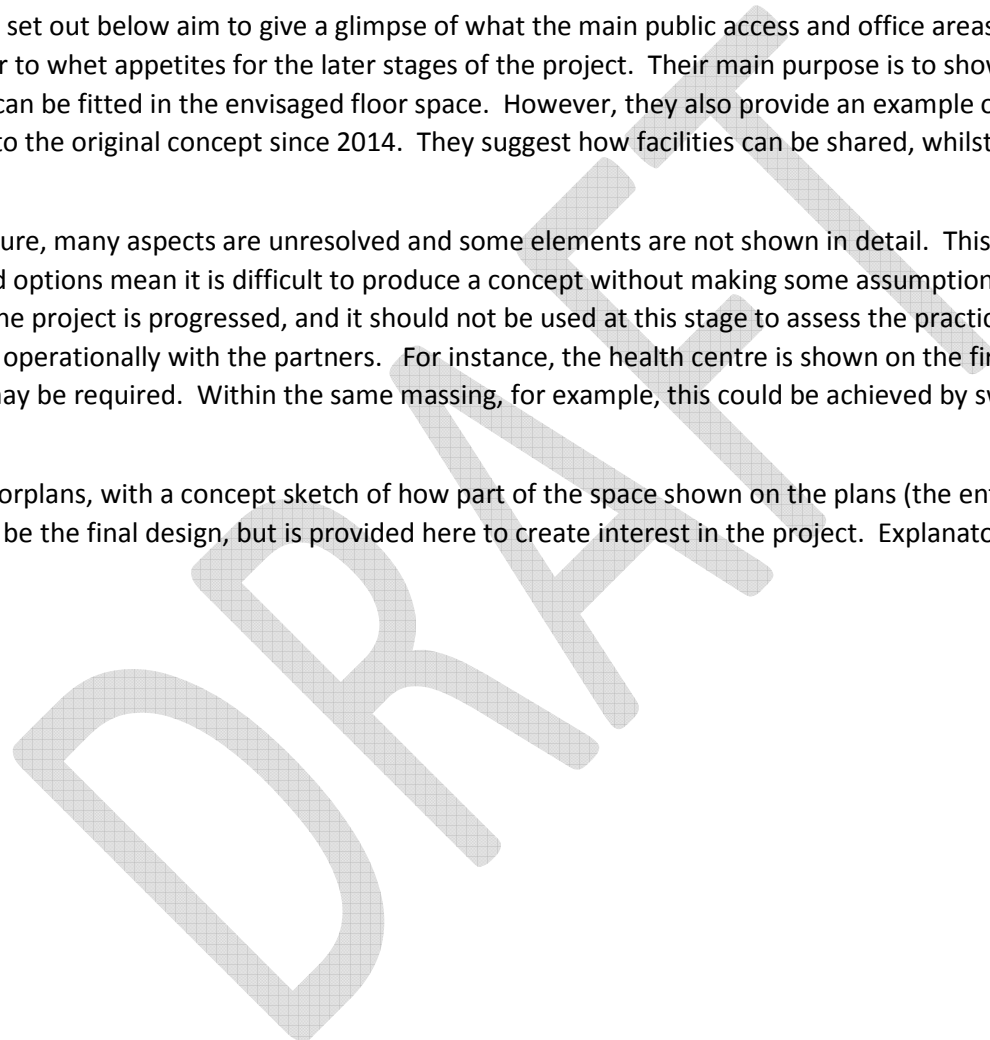 set out below aim to give a glimpse of what the main public access and office areas
r to whet appetites for the later stages of the project. Their main purpose is to show
can be fitted in the envisaged floor space. However, they also provide an example o
to the original concept since 2014. They suggest how facilities can be shared, whilst
ure, many aspects are unresolved and some elements are not shown in detail. This
d options mean it is difficult to produce a concept without making some assumption
he project is progressed, and it should not be used at this stage to assess the practic
operationally with the partners. For instance, the health centre is shown on the fir
may be required. Within the same massing, for example, this could be achieved by sw
orplans, with a concept sketch of how part of the space shown on the plans (the ent
be the final design, but is provided here to create interest in the project. Explanato
DRAFT